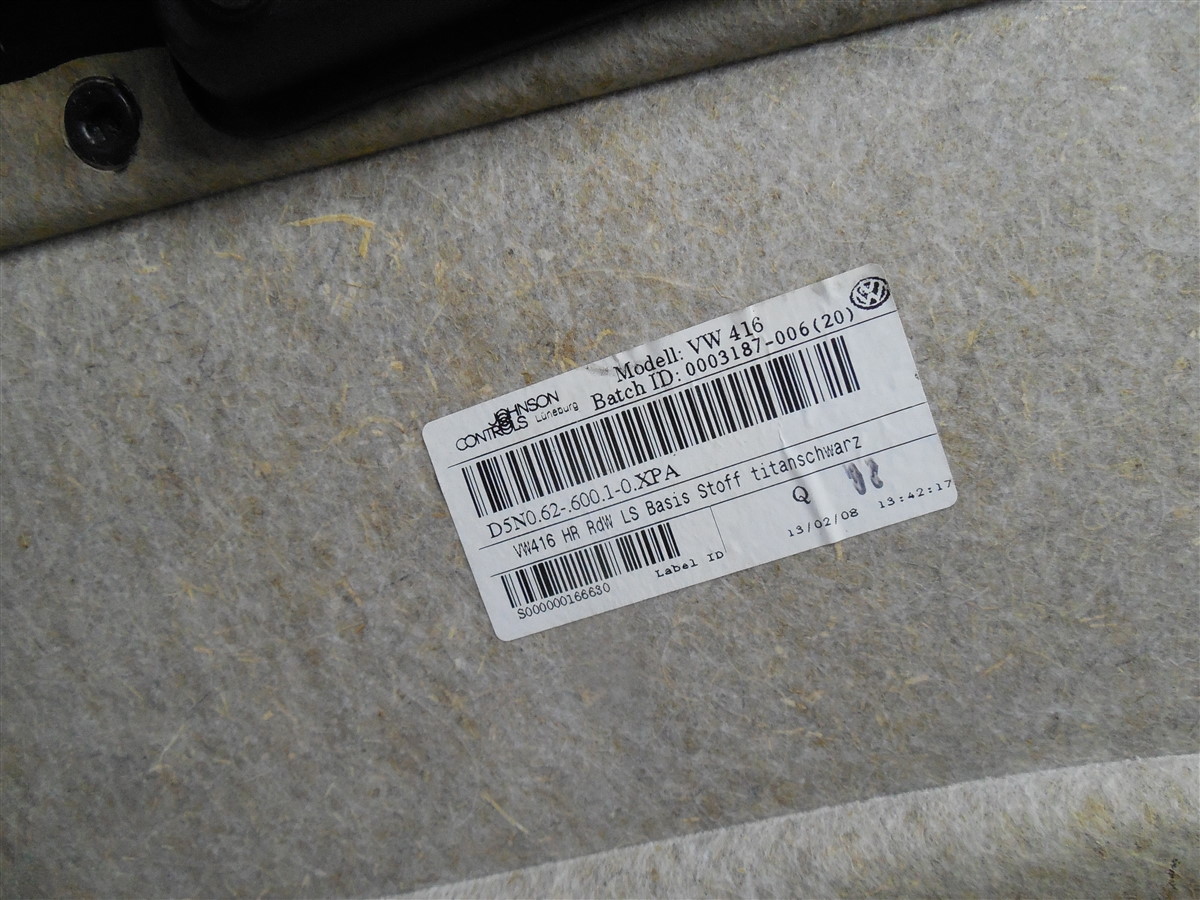 JOHNSON
CONTROLS Lüneburg
Modell: VW 416
Batch ID: 0003187-006(20)
D5N0.62-.600.1-0.XPA
VW416 HR RdW LS Basis Stoff titanschwarz
S000000166630
Label ID
Q
13/02/08 13:42:17